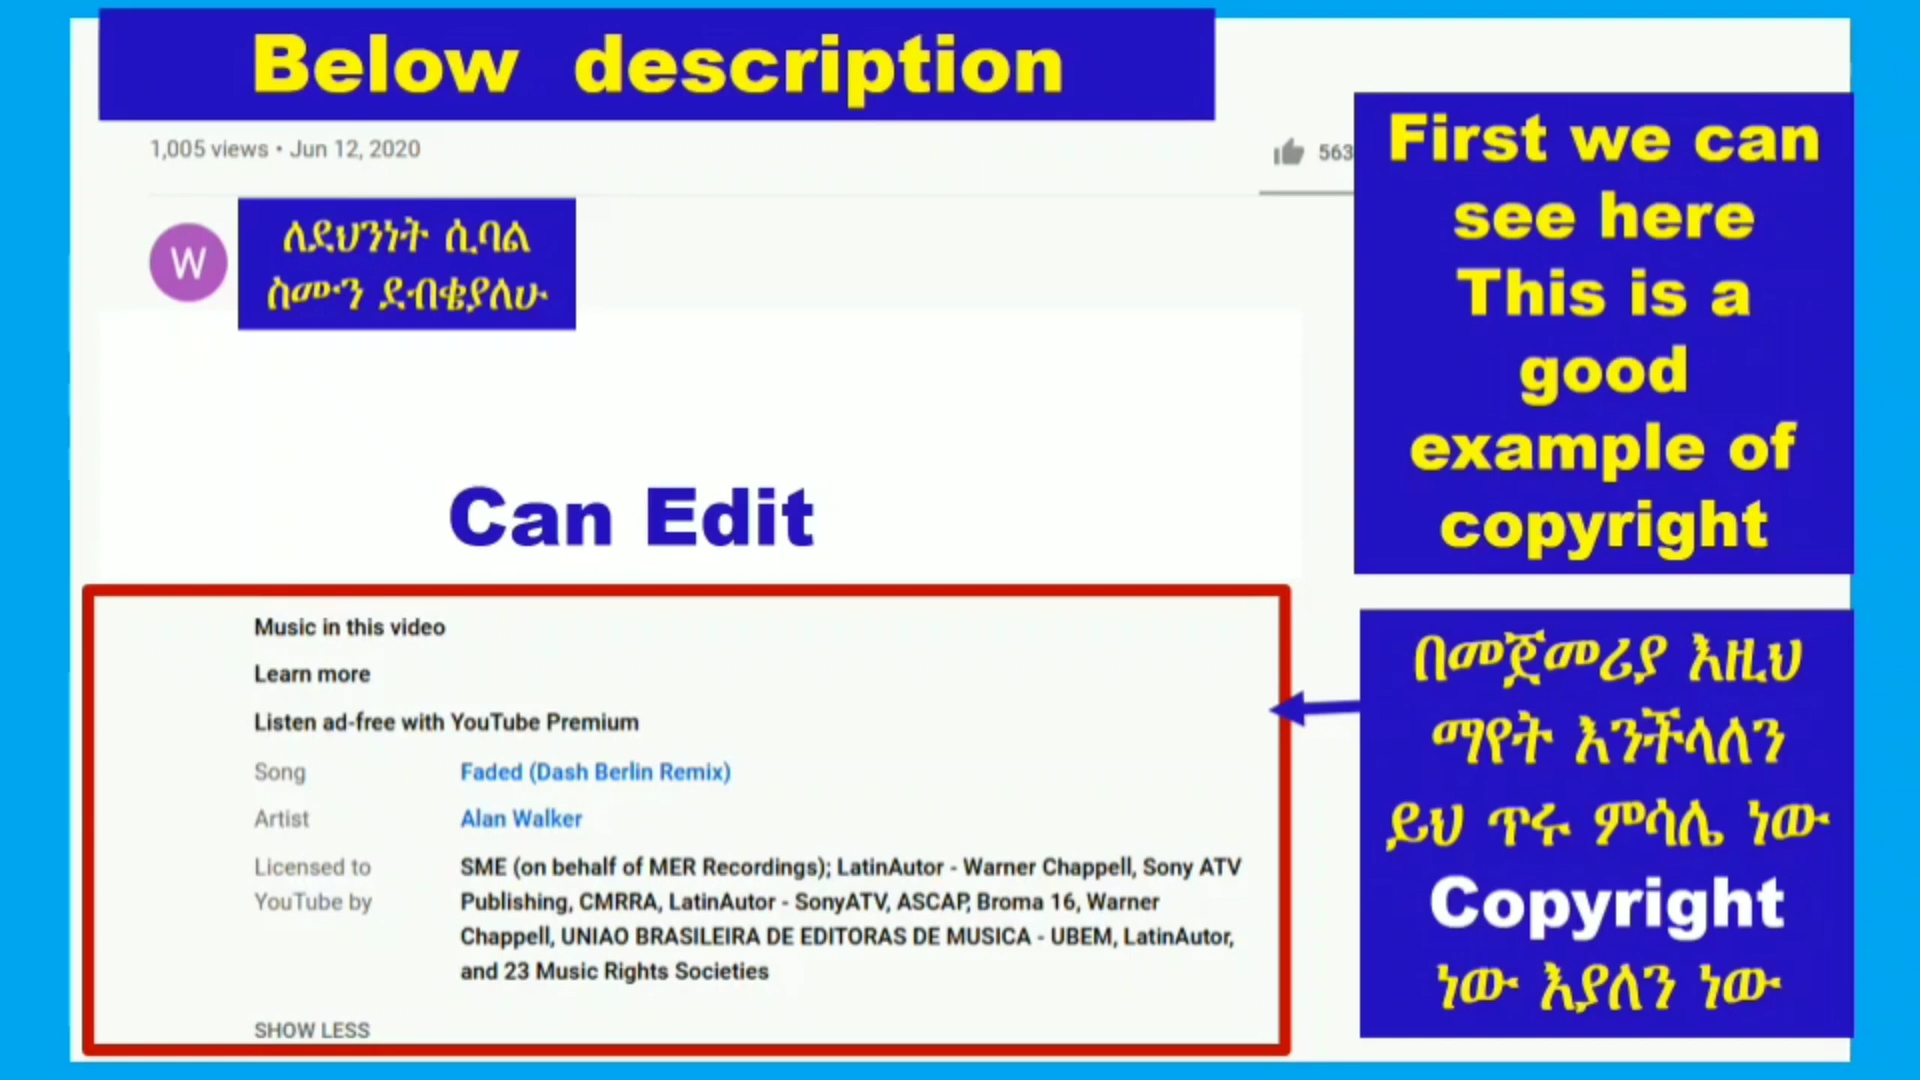 Below description
1,005 views • Jun 12, 2020
563
W
ለደህንነት ሲባል
ስሙን ደብቄያለሁ
First we can
see here
This is a
good
example of
copyright
Can Edit
Music in this video
Learn more
Listen ad-free with YouTube Premium
Song Faded (Dash Berlin Remix)
Artist Alan Walker
Licensed to YouTube by
SME (on behalf of MER Recordings); LatinAutor - Warner Chappell, Sony ATV
Publishing, CMRRA, LatinAutor - SonyATV, ASCAP, Broma 16, Warner
Chappell, UNIAO BRASILEIRA DE EDITORAS DE MUSICA - UBEM, LatinAutor,
and 23 Music Rights Societies
SHOW LESS
በመጀመሪያ እዚህ
ማየት እንችላለን
ይህ ጥሩ ምሳሌ ነው
Copyright
ነው እያለን ነው